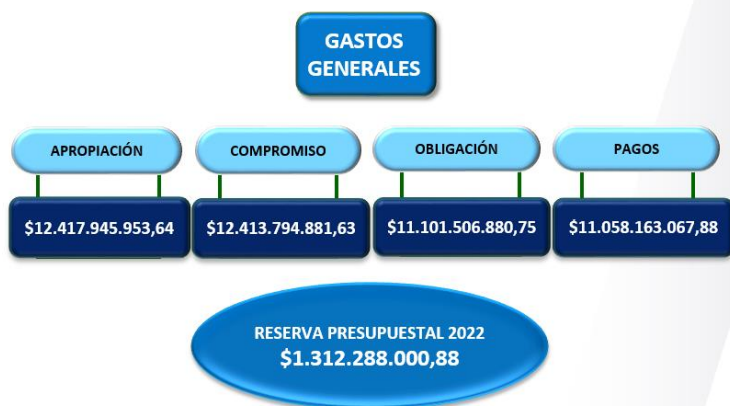 GASTOS
GENERALES
APROPIACIÓN
COMPROMISO
OBLIGACIÓN
PAGOS
$12.417.945.953,64
$12.413.794.881,63
$11.101.506.880,75
$11.058.163.067,88
RESERVA PRESUPUESTAL 2022
$1.312.288.000,88